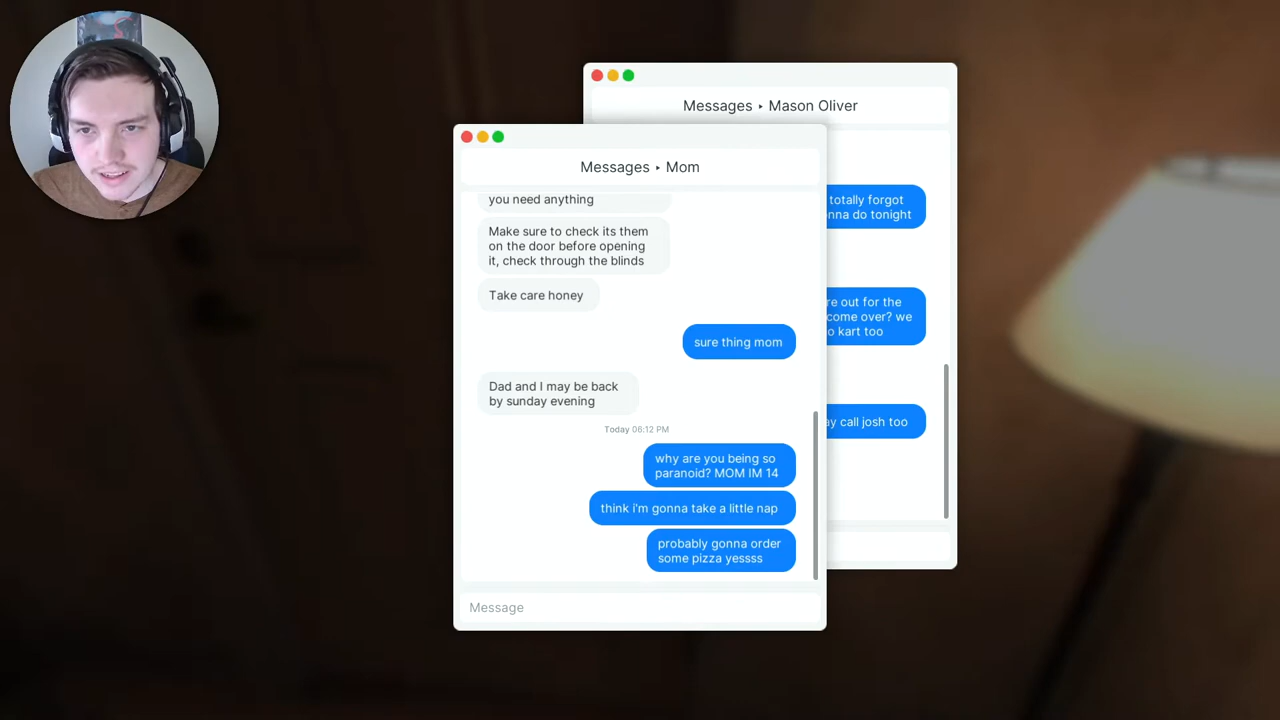 Messages ▸ Mason Oliver
totally forgot
nna do tonight
re out for the
come over? we
o kart too
ay call josh too
Messages ▸ Mom
you need anything
Make sure to check its them
on the door before opening
it, check through the blinds
Take care honey
sure thing mom
Dad and I may be back
by sunday evening
Today 06:12 PM
why are you being so
paranoid? MOM IM 14
think i'm gonna take a little nap
probably gonna order
some pizza yessss
Message